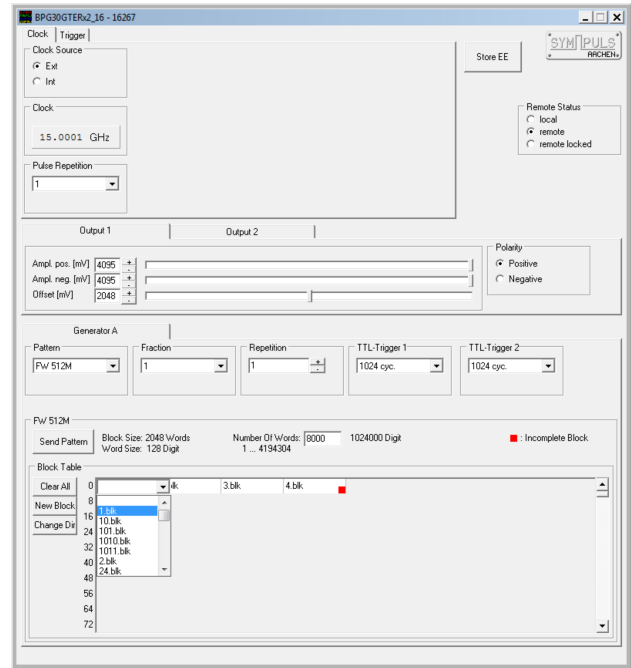 BPG30GTERx2_16 - 16267
Clock Trigger
Clock Source
Ext
Int
Clock
15.0001 GHz
Pulse Repetition
1
Store EE
SYMPULS
AACHEN
Remote Status
local
remote
remote locked
Output 1 Output 2
Ampl. pos. [mV] 4095 + -
Ampl. neg. [mV] 4095 + -
Offset [mV] 2048 + -
Polarity
Positive
Negative
Generator A
Pattern Fraction Repetition TTL-Trigger 1 TTL-Trigger 2
FW 512M 1 1 + - 1024 cyc. 1024 cyc.
FW 512M
Send Pattern
Block Size: 2048 Words
Word Size: 128 Digit
Number Of Words: 8000 1024000 Digit
1 ... 4194304
: Incomplete Block
Block Table
Clear All
New Block
Change Dir
0 lk 3.blk 4.blk
8
16
24
32
40
48
56
64
72
1.blk
10.blk
101.blk
1010.blk
1011.blk
2.blk
24.blk